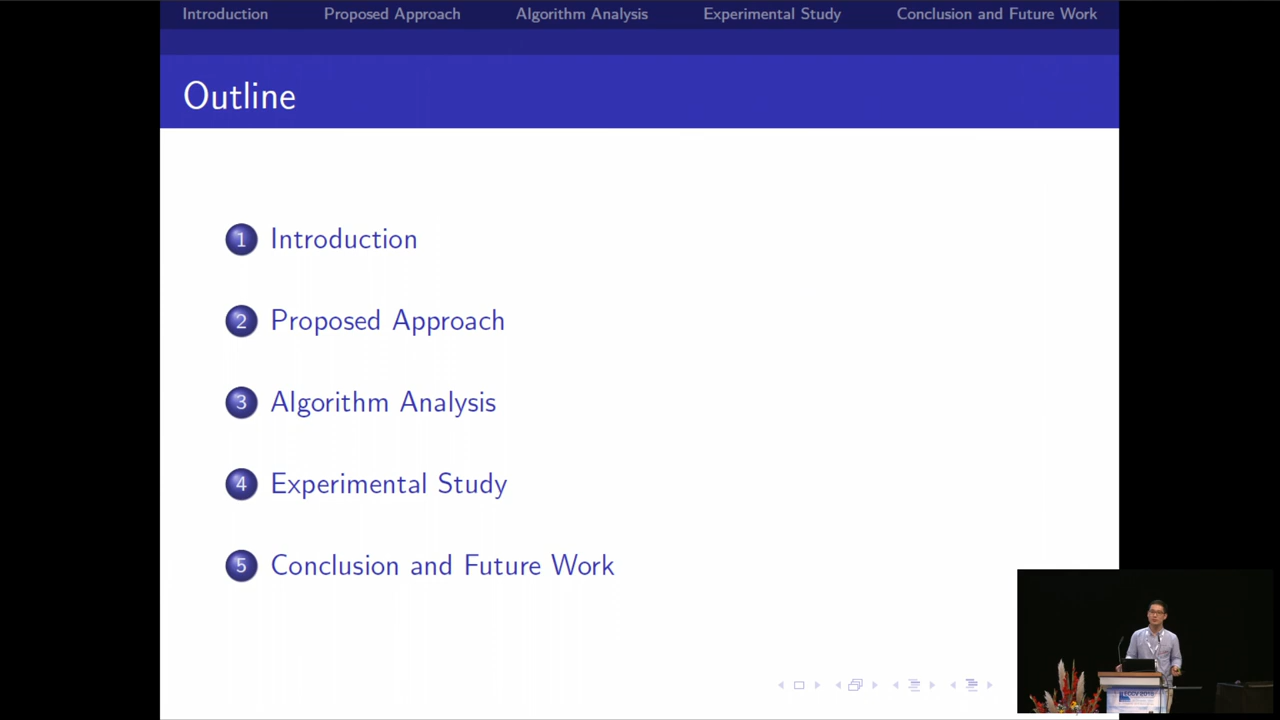 Introduction Proposed Approach Algorithm Analysis Experimental Study Conclusion and Future Work
Outline
1 Introduction
2 Proposed Approach
3 Algorithm Analysis
4 Experimental Study
5 Conclusion and Future Work